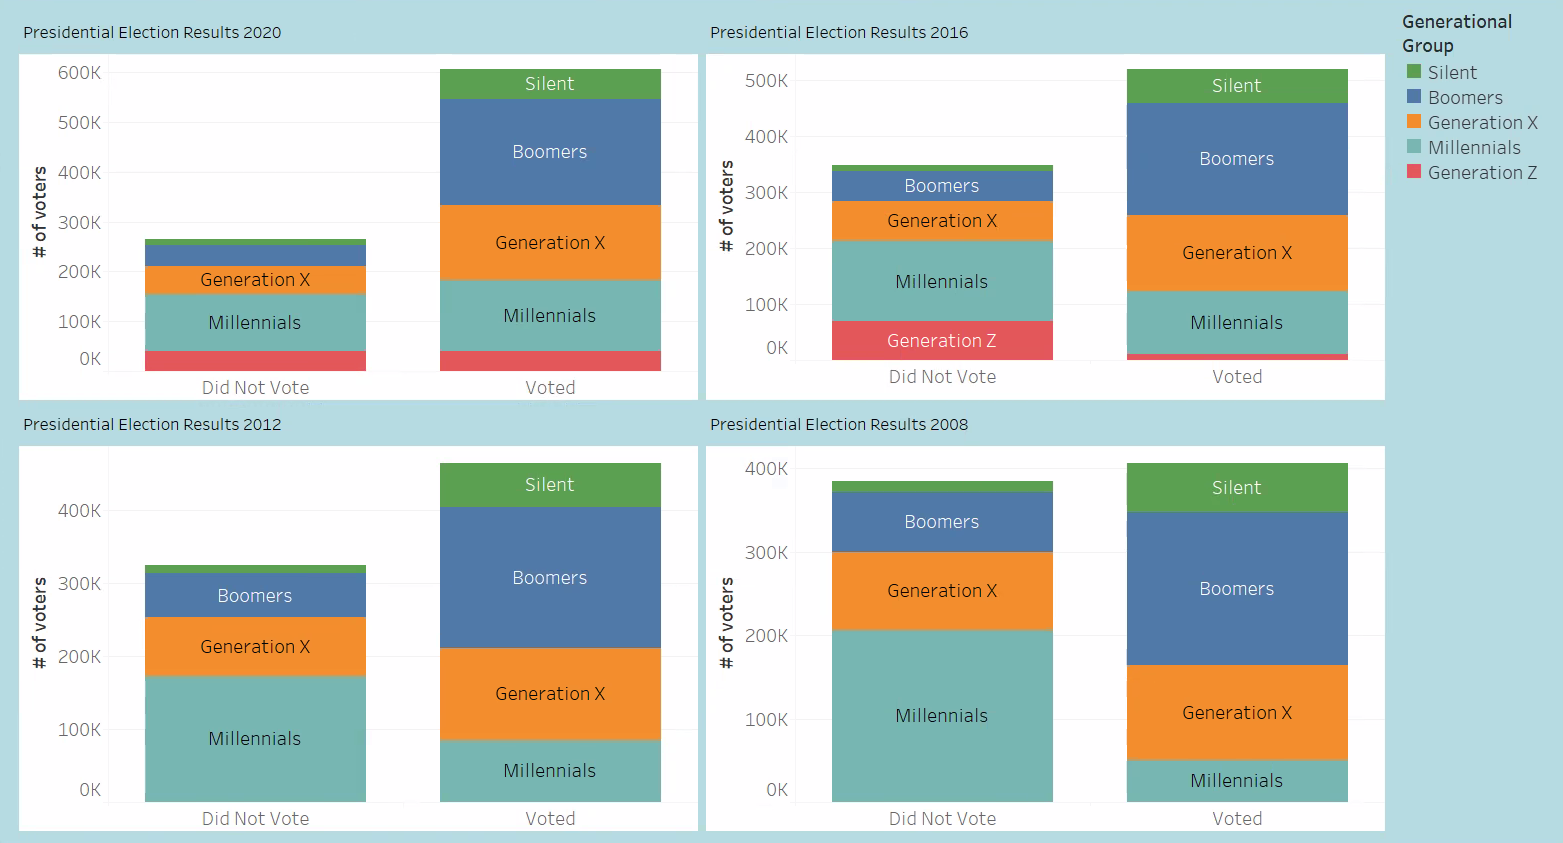 Presidential Election Results 2020
600K
500K
400K
300K
200K
100K
0K
# of voters
Silent
Boomers
Generation X
Millennials
Generation X
Millennials
Did Not Vote
Voted
Presidential Election Results 2016
500K
400K
300K
200K
100K
0K
# of voters
Boomers
Generation X
Millennials
Generation Z
Silent
Boomers
Generation X
Millennials
Did Not Vote
Voted
Generational
Group
Silent
Boomers
Generation X
Millennials
Generation Z
Presidential Election Results 2012
400K
300K
200K
100K
0K
# of voters
Boomers
Generation X
Millennials
Silent
Boomers
Generation X
Millennials
Did Not Vote
Voted
Presidential Election Results 2008
400K
300K
200K
100K
0K
# of voters
Boomers
Generation X
Millennials
Silent
Boomers
Generation X
Millennials
Did Not Vote
Voted